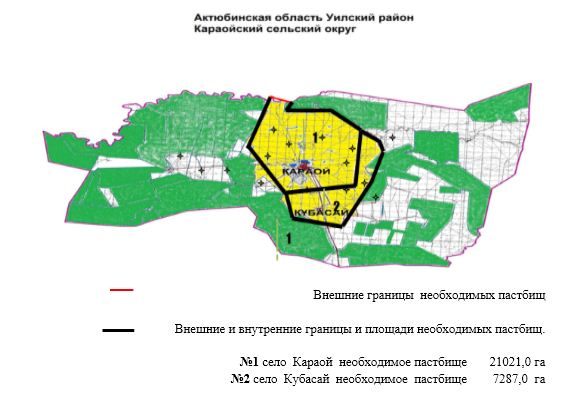 Актюбинская область Уилский район
Караойский сельский округ
1
КАРАОЙ
2
КУБАСАЙ
1
Внешние границы необходимых пастбищ
Внешние и внутренние границы и площади необходимых пастбищ.
№1 село Караой необходимое пастбище 21021,0 га
№2 село Кубасай необходимое пастбище 7287,0 га